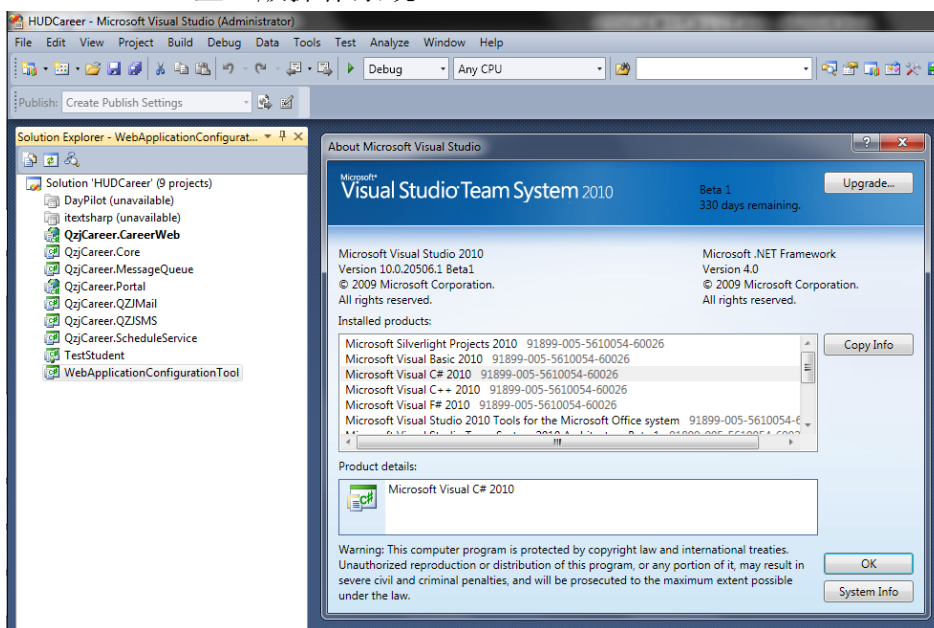 HUDCareer - Microsoft Visual Studio (Administrator)
File Edit View Project Build Debug Data Tools Test Analyze Window Help
Debug Any CPU
Publish: Create Publish Settings
Solution Explorer - WebApplicationConfigurat...
Solution 'HUDCareer' (9 projects)
DayPilot (unavailable)
itextsharp (unavailable)
QzjCareer.CareerWeb
QzjCareer.Core
QzjCareer.MessageQueue
QzjCareer.Portal
QzjCareer.QZJMail
QzjCareer.QZJSMS
QzjCareer.ScheduleService
TestStudent
WebApplicationConfigurationTool
About Microsoft Visual Studio
Microsoft®
Visual Studio Team System 2010
Beta 1
330 days remaining.
Upgrade...
Microsoft Visual Studio 2010
Version 10.0.20506.1 Beta1
© 2009 Microsoft Corporation.
All rights reserved.
Microsoft .NET Framework
Version 4.0
© 2009 Microsoft Corporation.
All rights reserved.
Installed products:
Microsoft Silverlight Projects 2010 91899-005-5610054-60026
Microsoft Visual Basic 2010 91899-005-5610054-60026
Microsoft Visual C# 2010 91899-005-5610054-60026
Microsoft Visual C++ 2010 91899-005-5610054-60026
Microsoft Visual F# 2010 91899-005-5610054-60026
Microsoft Visual Studio 2010 Tools for the Microsoft Office system 91899-005-5610054-6
Copy Info
Product details:
Microsoft Visual C# 2010
Warning: This computer program is protected by copyright law and international treaties.
Unauthorized reproduction or distribution of this program, or any portion of it, may result in
severe civil and criminal penalties, and will be prosecuted to the maximum extent possible
under the law.
OK
System Info